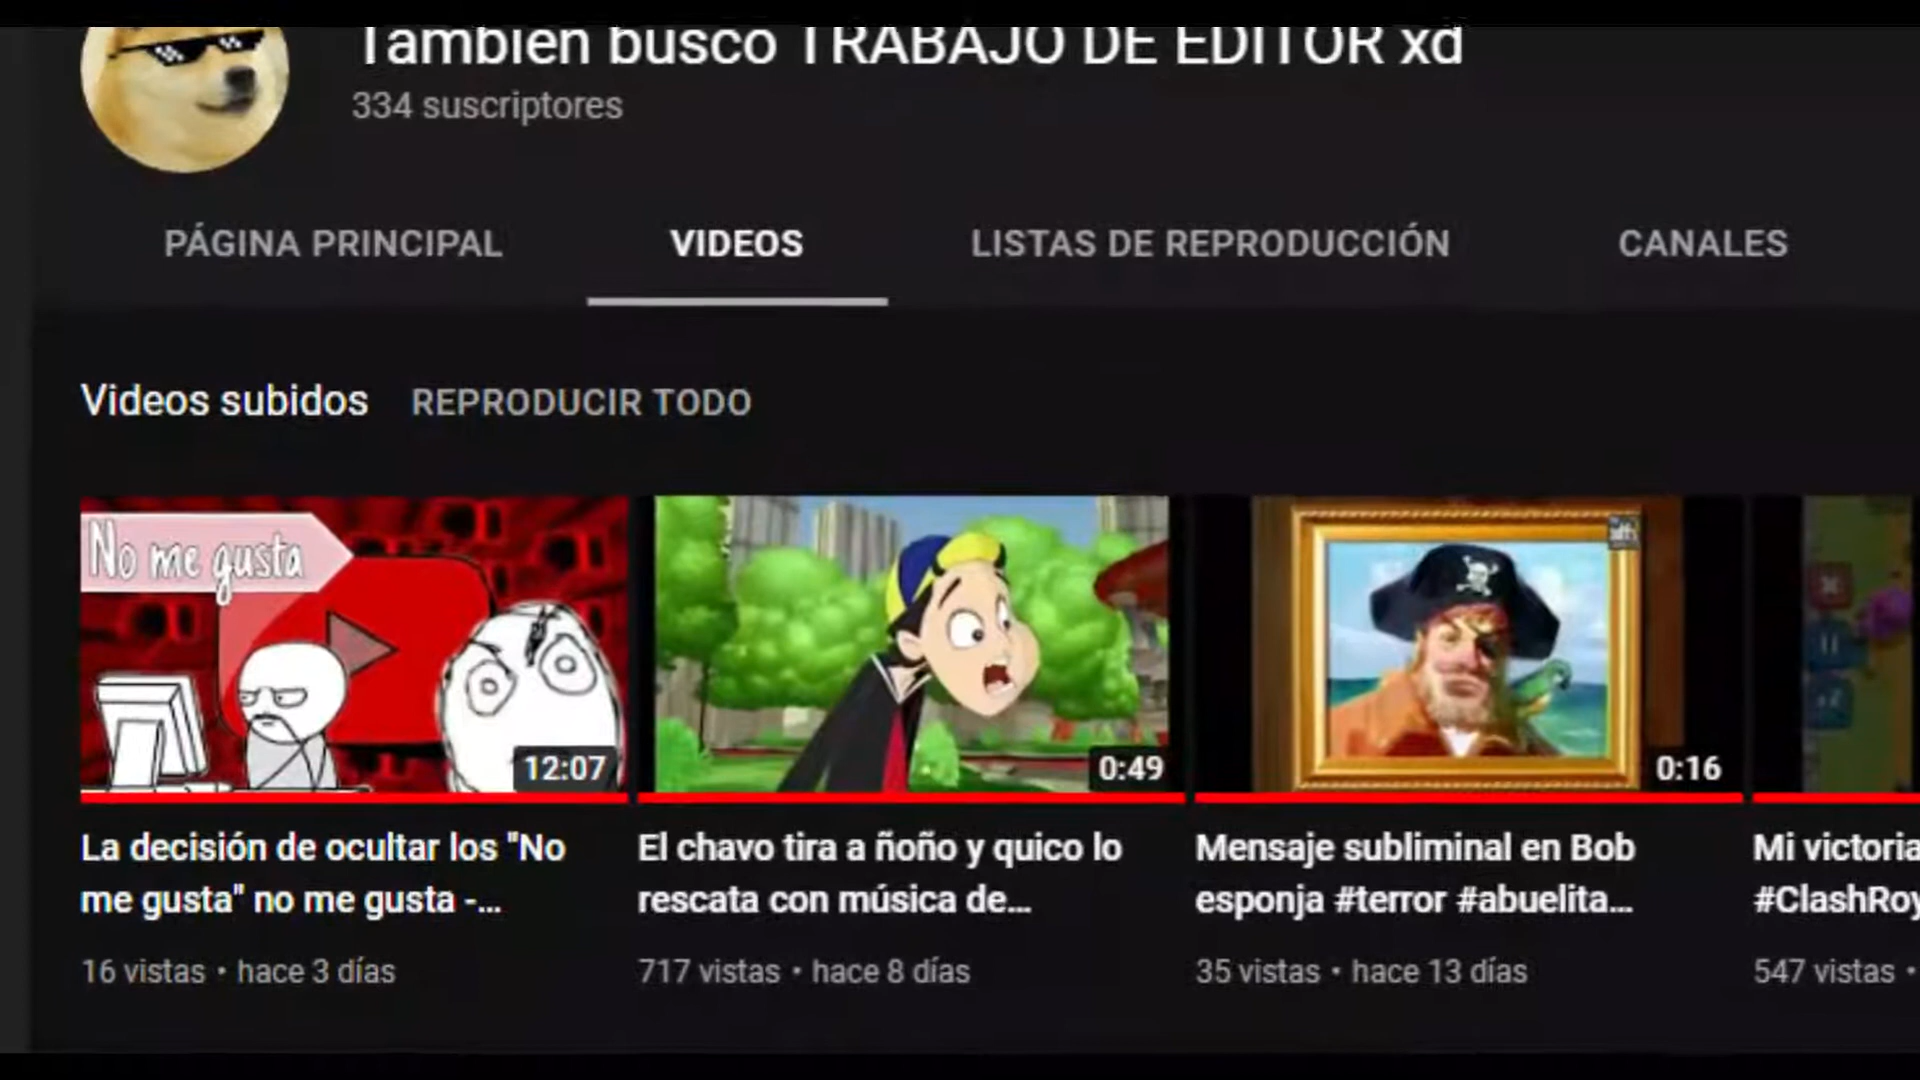 También busco TRABAJO DE EDITOR xd
334 suscriptores
PÁGINA PRINCIPAL
VIDEOS
LISTAS DE REPRODUCCIÓN
CANALES
Videos subidos
REPRODUCIR TODO
No me gusta
12:07
0:49
0:16
La decisión de ocultar los "No
me gusta" no me gusta -...
16 vistas • hace 3 días
El chavo tira a ñoño y quico lo
rescata con música de...
717 vistas • hace 8 días
Mensaje subliminal en Bob
esponja #terror #abuelita...
35 vistas • hace 13 días
Mi victoria
#ClashRoy
547 vistas •